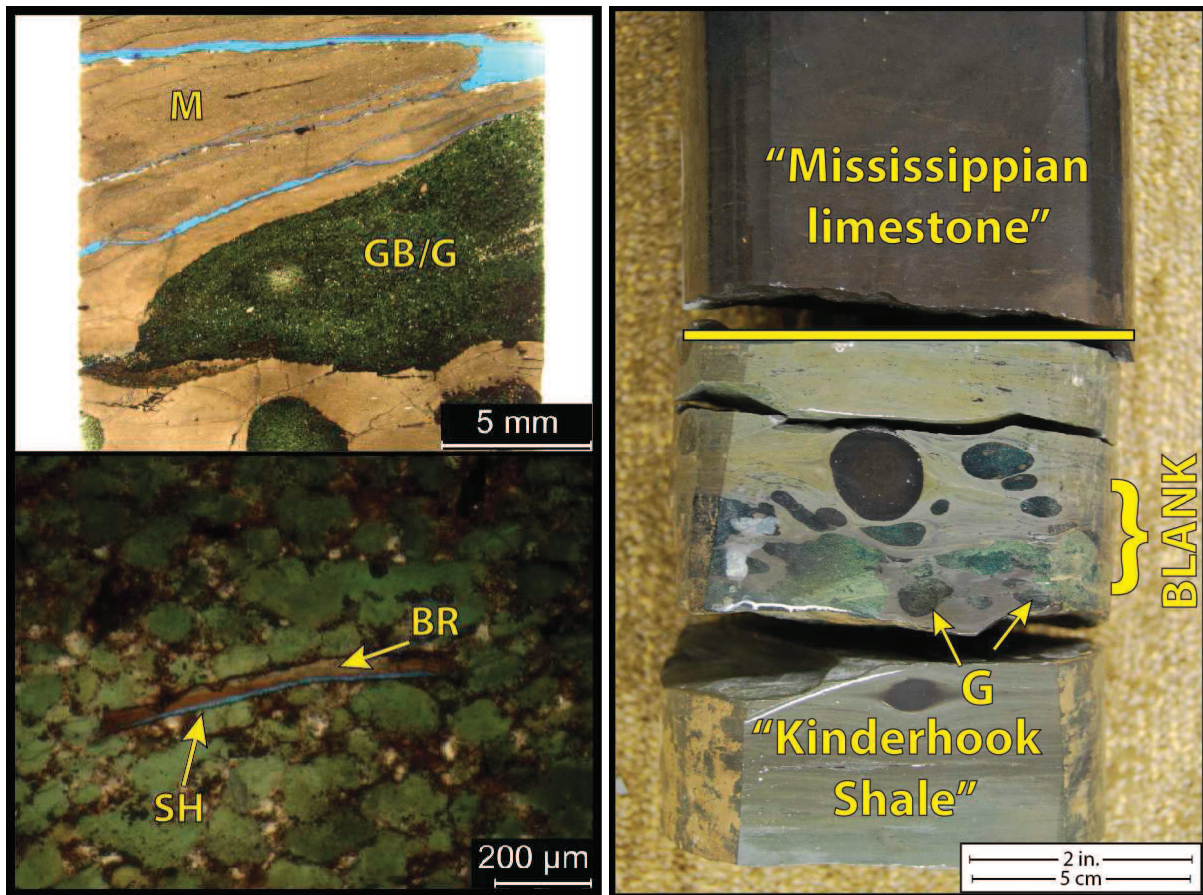 M
GB/G
5 mm
BR
SH
200 µm
“Mississippian
limestone”
BLANK
G
“Kinderhook
Shale”
2 in.
5 cm